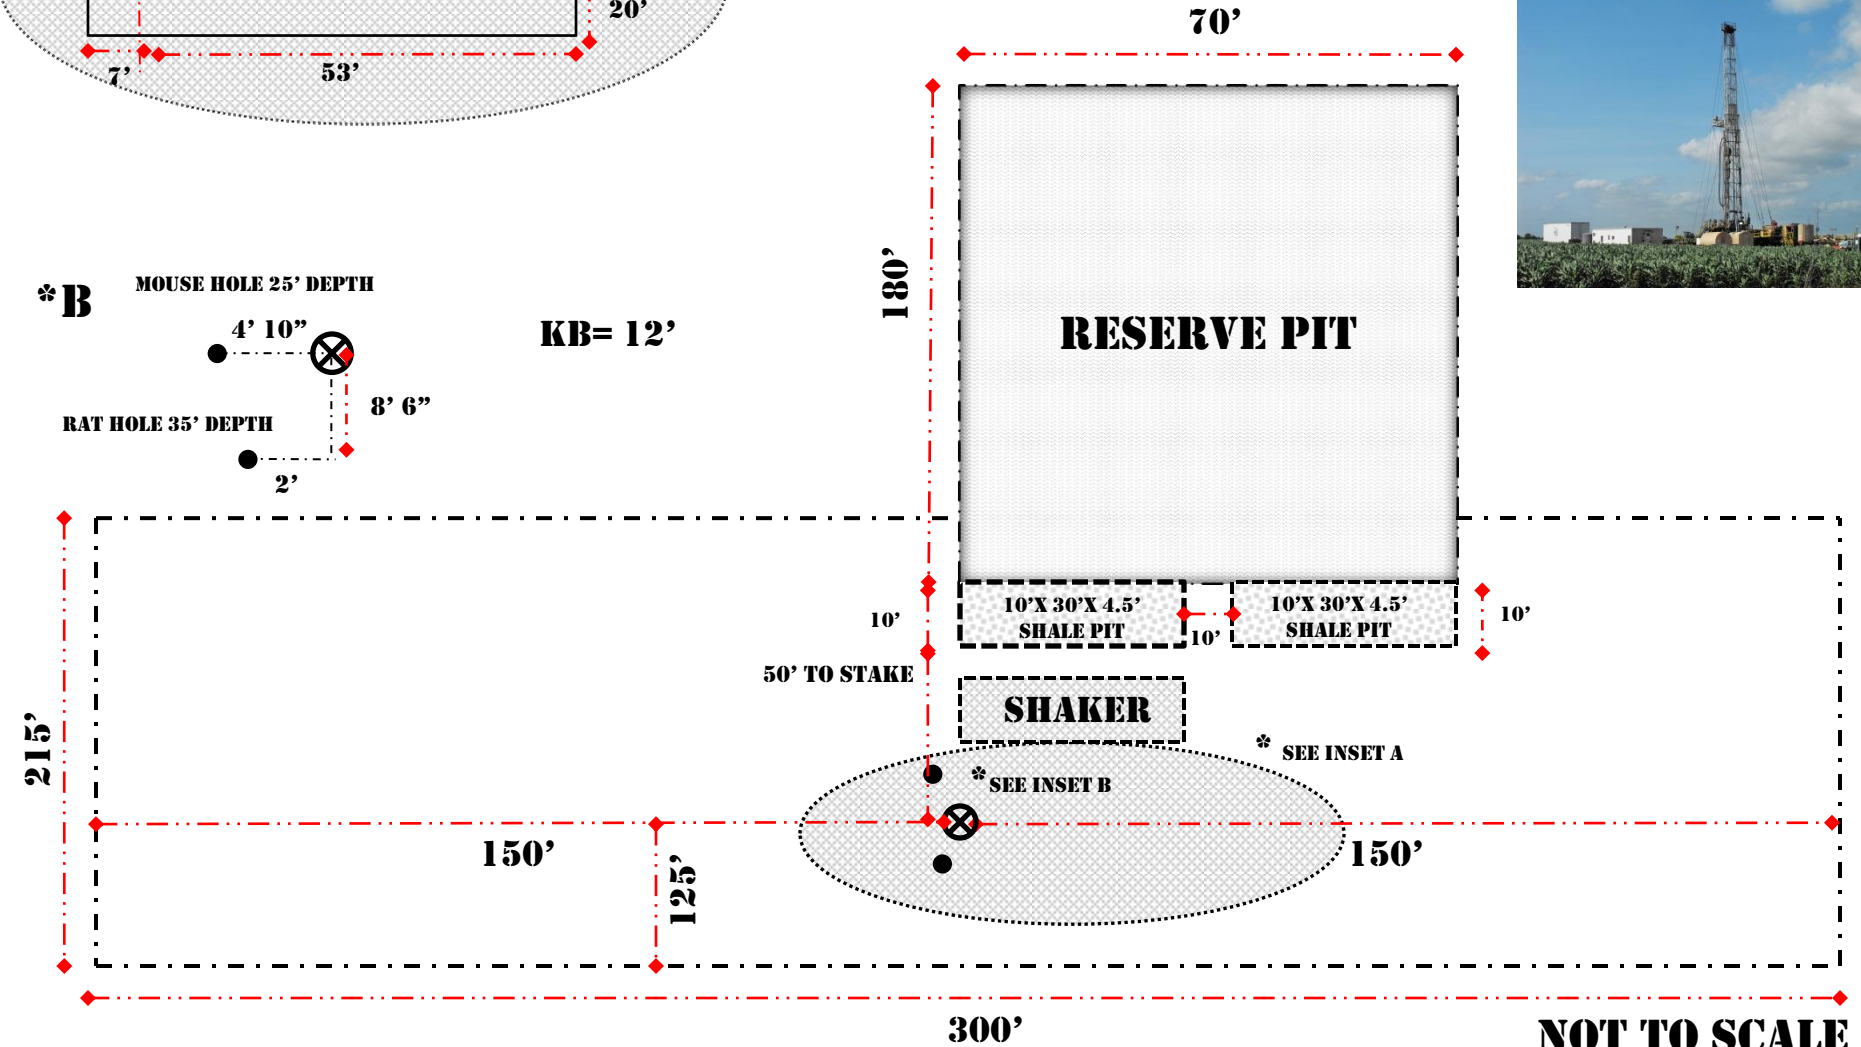 20’
70’
7’
53’
*B
MOUSE HOLE 25’ DEPTH
4’ 10”
KB= 12’
180’
RESERVE PIT
8’ 6”
RAT HOLE 35’ DEPTH
2’
10’X 30’X 4.5’
SHALE PIT
10’
10’X 30’X 4.5’
SHALE PIT
10’
10’
50’ TO STAKE
SHAKER
215’
* SEE INSET A
*SEE INSET B
150’
150’
125’
300’
NOT TO SCALE